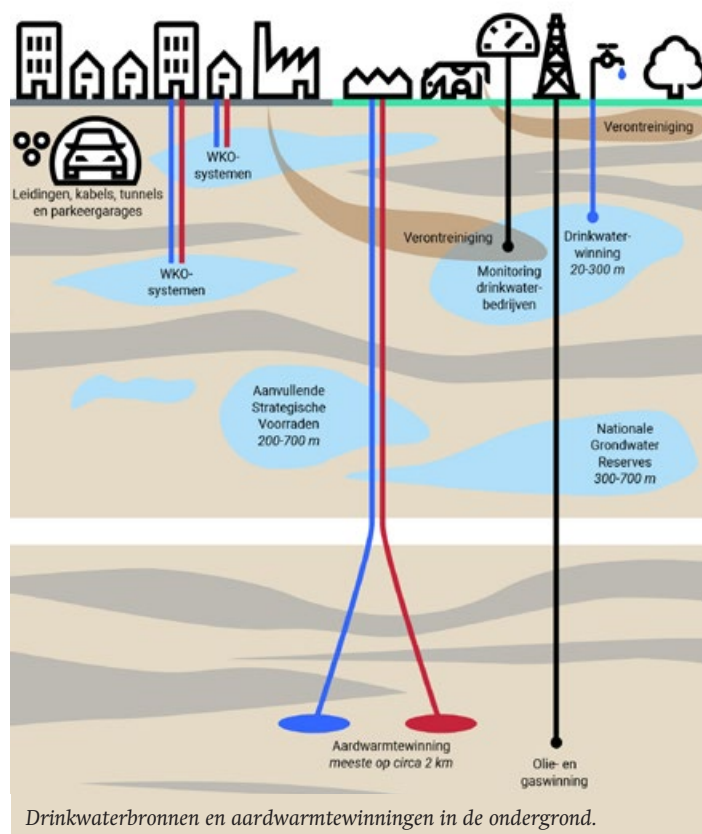 Verontreiniging
WKO-
systemen
Leidingen, kabels, tunnels
en parkeergarages
Verontreiniging
Drinkwater-
winning
20-300 m
WKO-
systemen
Monitoring
drinkwater-
bedrijven
Aanvullende
Strategische
Voorraden
200-700 m
Nationale
Grondwater
Reserves
300-700 m
Aardwarmtewinning
meeste op circa 2 km
Olie- en
gaswinning
Drinkwaterbronnen en aardwarmtewinningen in de ondergrond.